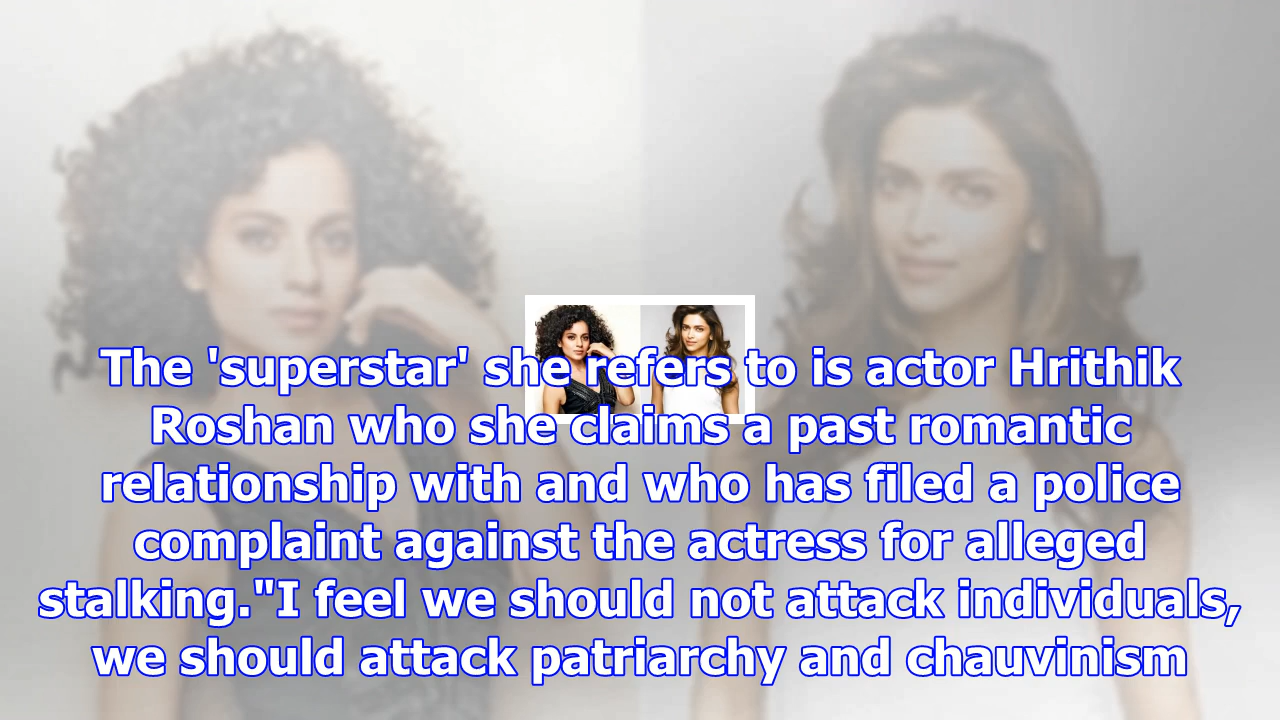 The 'superstar' she refers to is actor Hrithik
Roshan who she claims a past romantic
relationship with and who has filed a police
complaint against the actress for alleged
stalking."I feel we should not attack individuals,
we should attack patriarchy and chauvinism